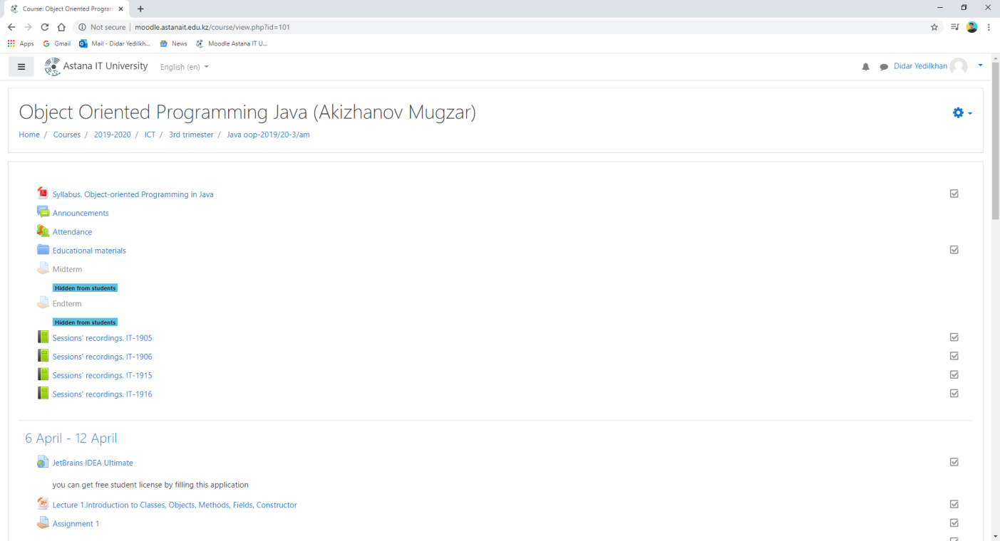 Course: Object Oriented Program
Not secure | moodle.astanait.edu.kz/course/view.php?id=101
Apps Gmail Mail - Didar Yedilkh... News Moodle Astana IT U...
Astana IT University English (en) Didar Yedilkhan
Object Oriented Programming Java (Akizhanov Mugzar)
Home / Courses / 2019-2020 / ICT / 3rd trimester / Java oop-2019/20-3/am
Syllabus. Object-oriented Programming in Java
Announcements
Attendance
Educational materials
Midterm
Hidden from students
Endterm
Hidden from students
Sessions' recordings. IT-1905
Sessions' recordings. IT-1906
Sessions' recordings. IT-1915
Sessions' recordings. IT-1916
6 April - 12 April
JetBrains IDEA Ultimate
you can get free student license by filling this application
Lecture 1.Introduction to Classes, Objects, Methods, Fields, Constructor
Assignment 1